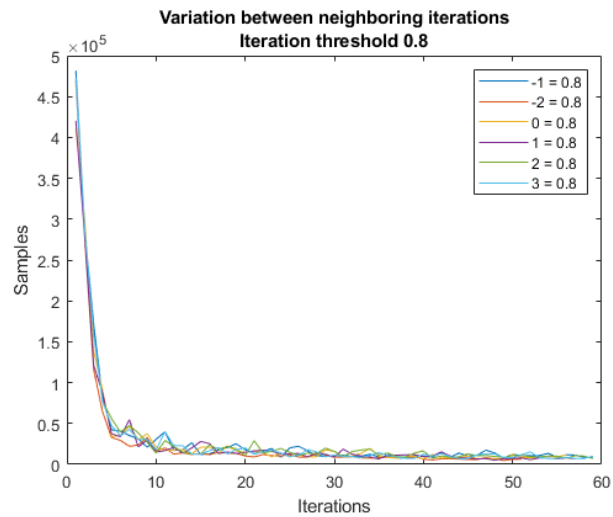 Variation between neighboring iterations
Iteration threshold 0.8
×10⁵
5
4.5
4
3.5
3
2.5
2
1.5
1
0.5
0
Samples
-1 = 0.8
-2 = 0.8
0 = 0.8
1 = 0.8
2 = 0.8
3 = 0.8
0 10 20 30 40 50 60
Iterations